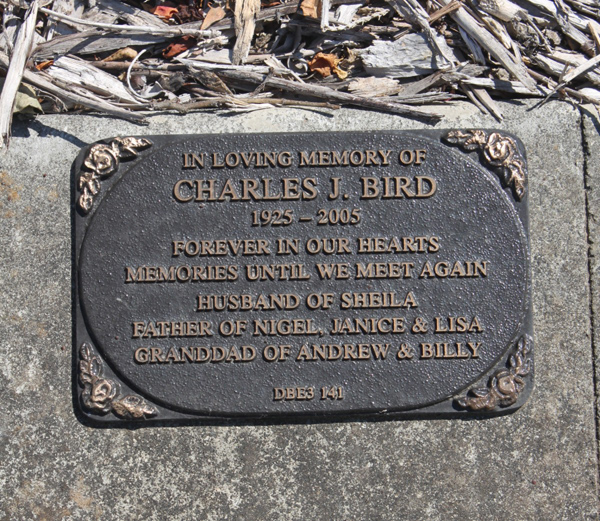 IN LOVING MEMORY OF
CHARLES J. BIRD
1925 – 2005
FOREVER IN OUR HEARTS
MEMORIES UNTIL WE MEET AGAIN
HUSBAND OF SHEILA
FATHER OF NIGEL, JANICE & LISA
GRANDDAD OF ANDREW & BILLY
DBE3 141